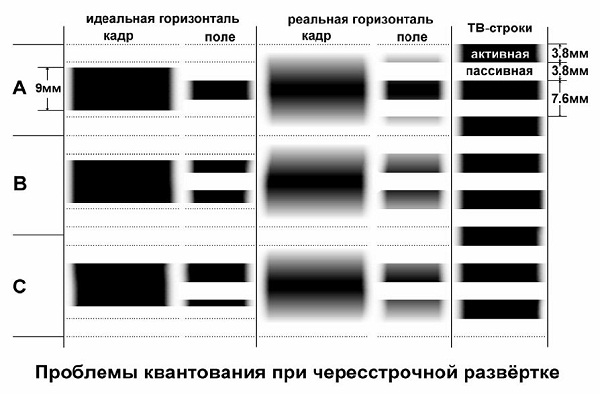 идеальная горизонталь
кадр поле
реальная горизонталь
кадр поле
ТВ-строки
активная
пассивная
3.8мм
3.8мм
7.6мм
А
9мм
В
С
Проблемы квантования при чересстрочной развёртке